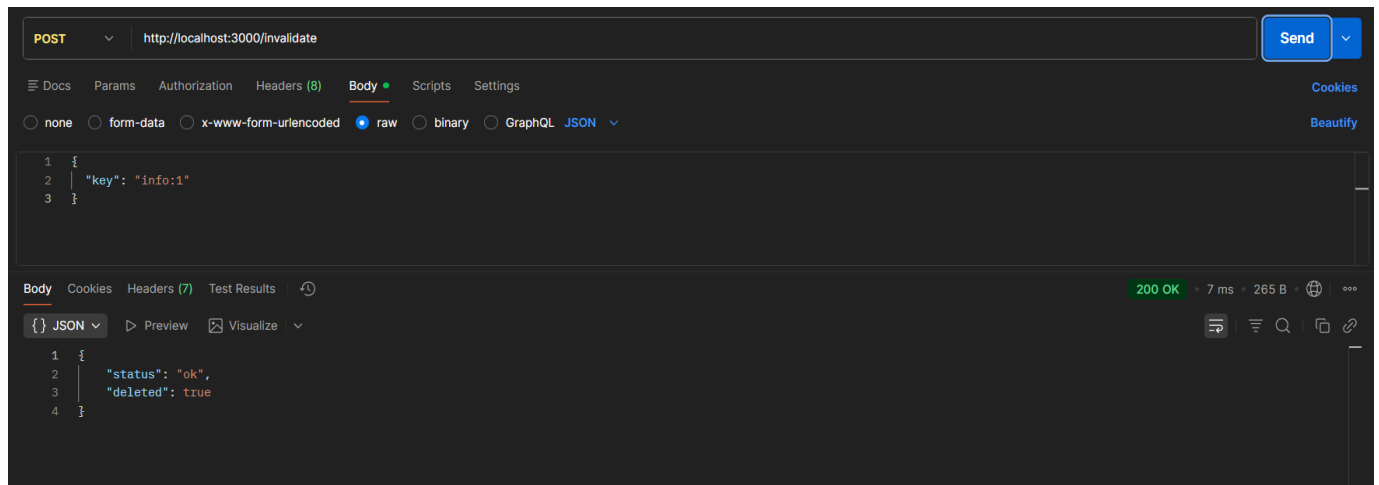 POST http://localhost:3000/invalidate Send
Docs Params Authorization Headers (8) Body Scripts Settings Cookies
none form-data x-www-form-urlencoded raw binary GraphQL JSON Beautify
1 {
2 "key": "info:1"
3 }
Body Cookies Headers (7) Test Results 200 OK • 7 ms • 265 B •
{} JSON Preview Visualize
1 {
2 "status": "ok",
3 "deleted": true
4 }